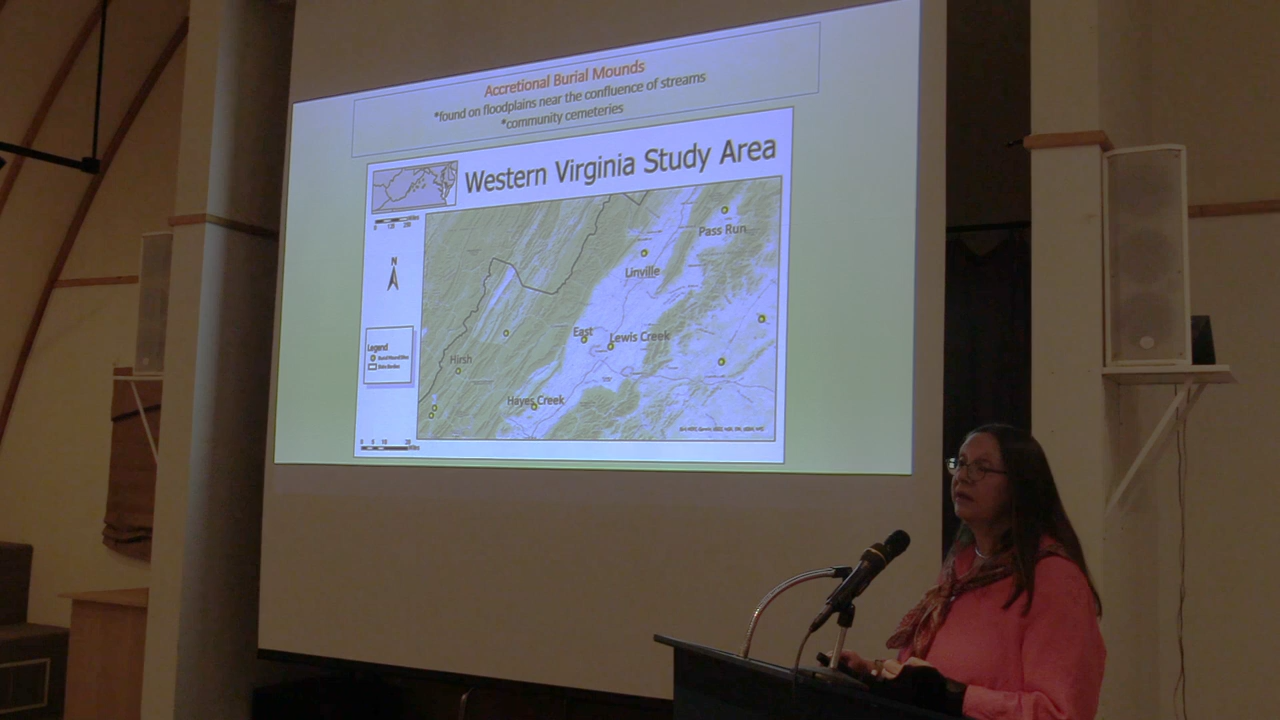 Accretional Burial Mounds
*found on floodplains near the confluence of streams
*community cemeteries
Western Virginia Study Area
N
Pass Run
Linville
East
Lewis Creek
Hirsh
Hayes Creek
Legend